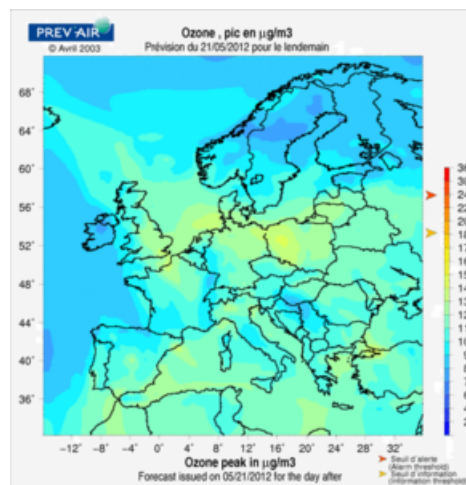 PREV'AIR
© Avril 2003
Ozone , pic en µg/m3
Prévision du 21/05/2012 pour le lendemain
68°
64°
60°
56°
52°
48°
44°
40°
36°
-12° -8° -4° 0° 4° 8° 12° 16° 20° 24° 28° 32°
Ozone peak in µg/m3
Forecast issued on 05/21/2012 for the day after
Seuil d'alerte
(Alarm threshold)
Seuil d'information
(Information threshold)